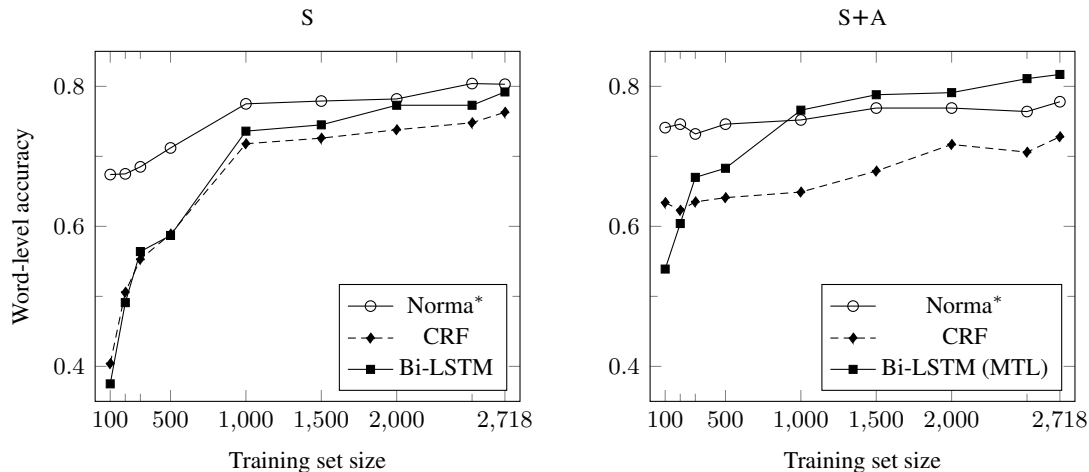 S
Word-level accuracy
0.8
0.6
0.4
100 500 1,000 1,500 2,000 2,718
Training set size
Norma*
CRF
Bi-LSTM
S+A
0.8
0.6
0.4
100 500 1,000 1,500 2,000 2,718
Training set size
Norma*
CRF
Bi-LSTM (MTL)